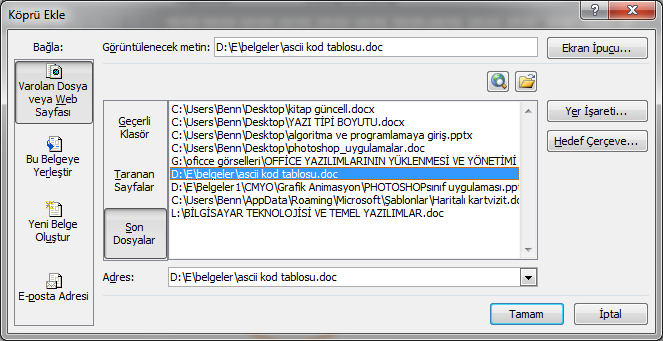 Köprü Ekle
Bağla:
Görüntülenecek metin:
D:\E\belgeler\ascii kod tablosu.doc
Ekran İpucu...
Varolan Dosya
veya Web
Sayfası
Bu Belgeye
Yerleştir
Yeni Belge
Oluştur
E-posta Adresi
Geçerli
Klasör
Taranan
Sayfalar
Son
Dosyalar
C:\Users\Benn\Desktop\kitap güncell.docx
C:\Users\Benn\Desktop\YAZI TİPİ BOYUTU.docx
C:\Users\Benn\Desktop\algoritma ve programlamaya giriş.pptx
C:\Users\Benn\Desktop\photoshop_uygulamalar.doc
G:\oficce görselleri\OFFİCE YAZILIMLARININ YÜKLENMESİ VE YÖNETİMİ
D:\E\belgeler\ascii kod tablosu.doc
D:\E\Belgeler1\CMYO\Grafik Animasyon\PHOTOSHOPsınıf uygulaması.ppt
C:\Users\Benn\AppData\Roaming\Microsoft\Şablonlar\Haritalı kartvizit.do
L:\BİLGİSAYAR TEKNOLOJİSİ VE TEMEL YAZILIMLAR.doc
Yer İşareti...
Hedef Çerçeve...
Adres:
D:\E\belgeler\ascii kod tablosu.doc
Tamam
İptal